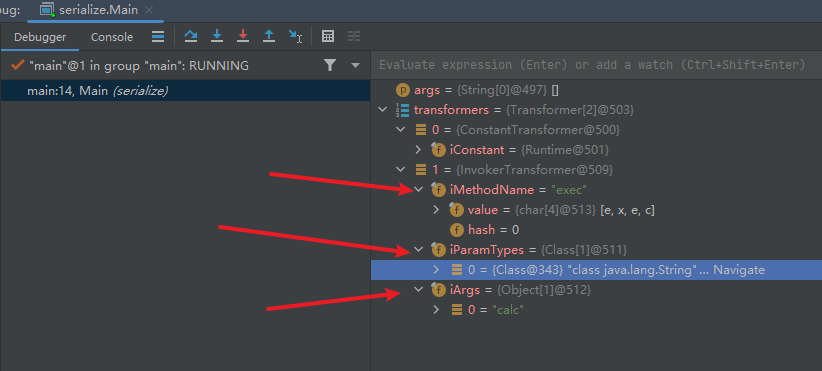 ug: serialize.Main ×
Debugger Console
"main"@1 in group "main": RUNNING
main:14, Main (serialize)
Evaluate expression (Enter) or add a watch (Ctrl+Shift+Enter)
p args = {String[0]@497} []
transformers = {Transformer[2]@503}
0 = {ConstantTransformer@500}
f iConstant = {Runtime@501}
1 = {InvokerTransformer@509}
f iMethodName = "exec"
f value = {char[4]@513} [e, x, e, c]
f hash = 0
f iParamTypes = {Class[1]@511}
0 = {Class@343} "class java.lang.String"... Navigate
f iArgs = {Object[1]@512}
0 = "calc"